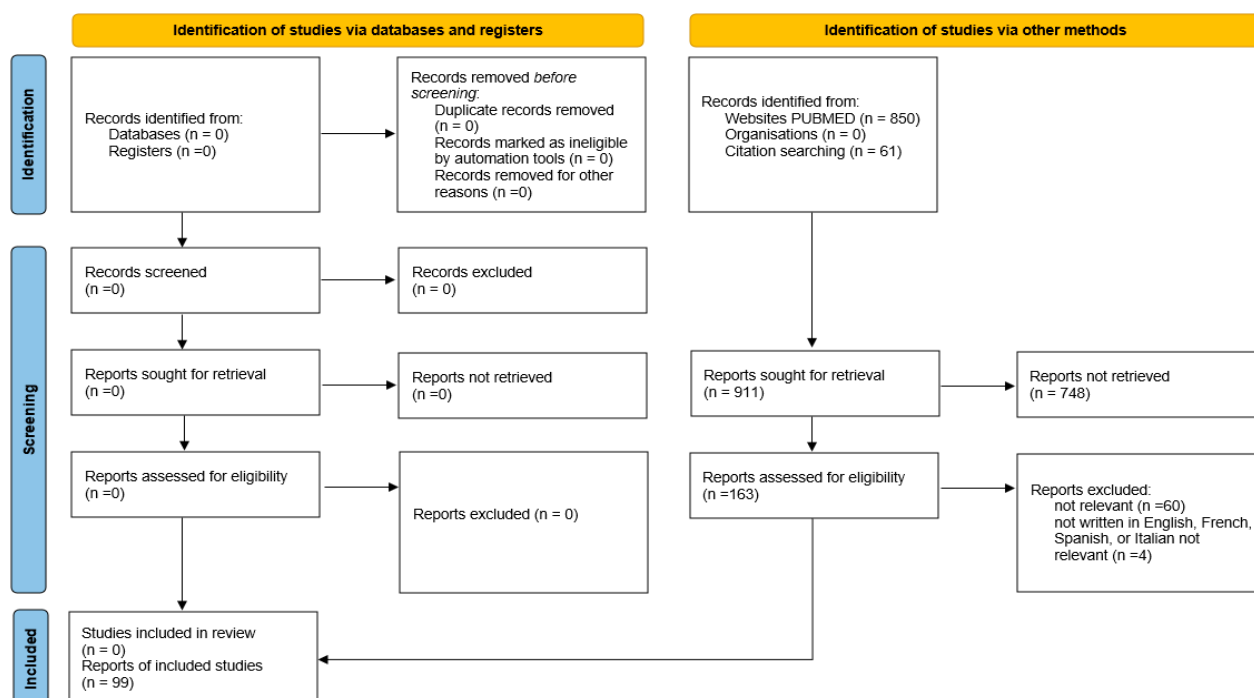 Identification of studies via databases and registers
Identification of studies via other methods
Identification
Records identified from:
Databases (n = 0)
Registers (n =0)
Records removed before
screening:
Duplicate records removed
(n = 0)
Records marked as ineligible
by automation tools (n = 0)
Records removed for other
reasons (n =0)
Records identified from:
Websites PUBMED (n = 850)
Organisations (n = 0)
Citation searching (n = 61)
Screening
Records screened
(n =0)
Records excluded
(n = 0)
Reports sought for retrieval
(n =0)
Reports not retrieved
(n =0)
Reports sought for retrieval
(n = 911)
Reports not retrieved
(n = 748)
Reports assessed for eligibility
(n =0)
Reports excluded (n = 0)
Reports assessed for eligibility
(n =163)
Reports excluded:
not relevant (n =60)
not written in English, French,
Spanish, or Italian not
relevant (n =4)
Included
Studies included in review
(n = 0)
Reports of included studies
(n = 99)